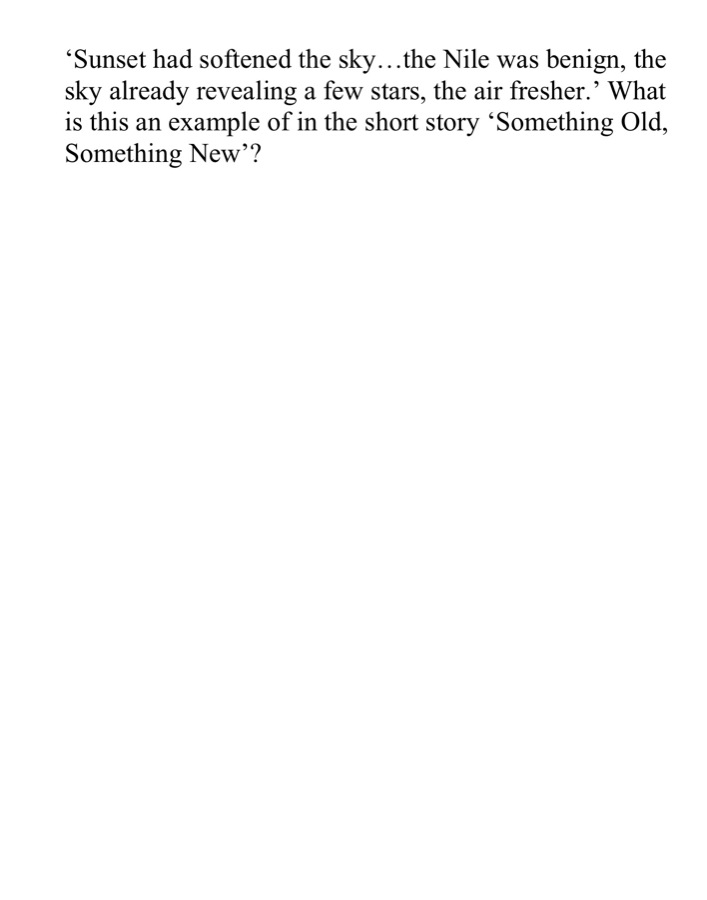 ‘Sunset had softened the sky…the Nile was benign, the
sky already revealing a few stars, the air fresher.’ What
is this an example of in the short story ‘Something Old,
Something New’?